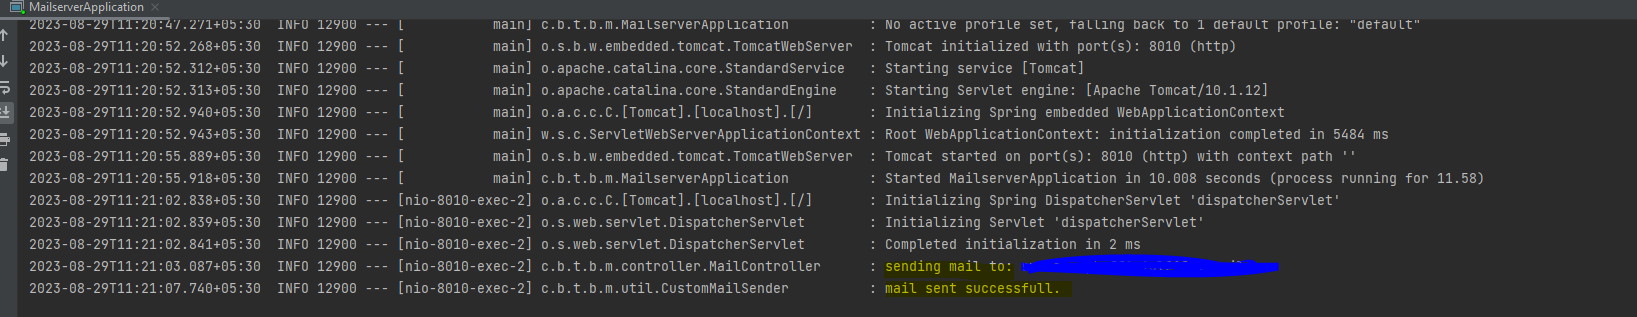 MailserverApplication
2023-08-29T11:20:47.271+05:30  INFO 12900 --- [           main] c.b.t.b.m.MailserverApplication          : No active profile set, falling back to 1 default profile: "default"
2023-08-29T11:20:52.268+05:30  INFO 12900 --- [           main] o.s.b.w.embedded.tomcat.TomcatWebServer  : Tomcat initialized with port(s): 8010 (http)
2023-08-29T11:20:52.312+05:30  INFO 12900 --- [           main] o.apache.catalina.core.StandardService   : Starting service [Tomcat]
2023-08-29T11:20:52.313+05:30  INFO 12900 --- [           main] o.apache.catalina.core.StandardEngine    : Starting Servlet engine: [Apache Tomcat/10.1.12]
2023-08-29T11:20:52.940+05:30  INFO 12900 --- [           main] o.a.c.c.C.[Tomcat].[localhost].[/]       : Initializing Spring embedded WebApplicationContext
2023-08-29T11:20:52.943+05:30  INFO 12900 --- [           main] w.s.c.ServletWebServerApplicationContext : Root WebApplicationContext: initialization completed in 5484 ms
2023-08-29T11:20:55.889+05:30  INFO 12900 --- [           main] o.s.b.w.embedded.tomcat.TomcatWebServer  : Tomcat started on port(s): 8010 (http) with context path ''
2023-08-29T11:20:55.918+05:30  INFO 12900 --- [           main] c.b.t.b.m.MailserverApplication          : Started MailserverApplication in 10.008 seconds (process running for 11.58)
2023-08-29T11:21:02.838+05:30  INFO 12900 --- [nio-8010-exec-2] o.a.c.c.C.[Tomcat].[localhost].[/]       : Initializing Spring DispatcherServlet 'dispatcherServlet'
2023-08-29T11:21:02.839+05:30  INFO 12900 --- [nio-8010-exec-2] o.s.web.servlet.DispatcherServlet        : Initializing Servlet 'dispatcherServlet'
2023-08-29T11:21:02.841+05:30  INFO 12900 --- [nio-8010-exec-2] o.s.web.servlet.DispatcherServlet        : Completed initialization in 2 ms
2023-08-29T11:21:03.087+05:30  INFO 12900 --- [nio-8010-exec-2] c.b.t.b.m.controller.MailController      : sending mail to:
2023-08-29T11:21:07.740+05:30  INFO 12900 --- [nio-8010-exec-2] c.b.t.b.m.util.CustomMailSender          : mail sent successfull.